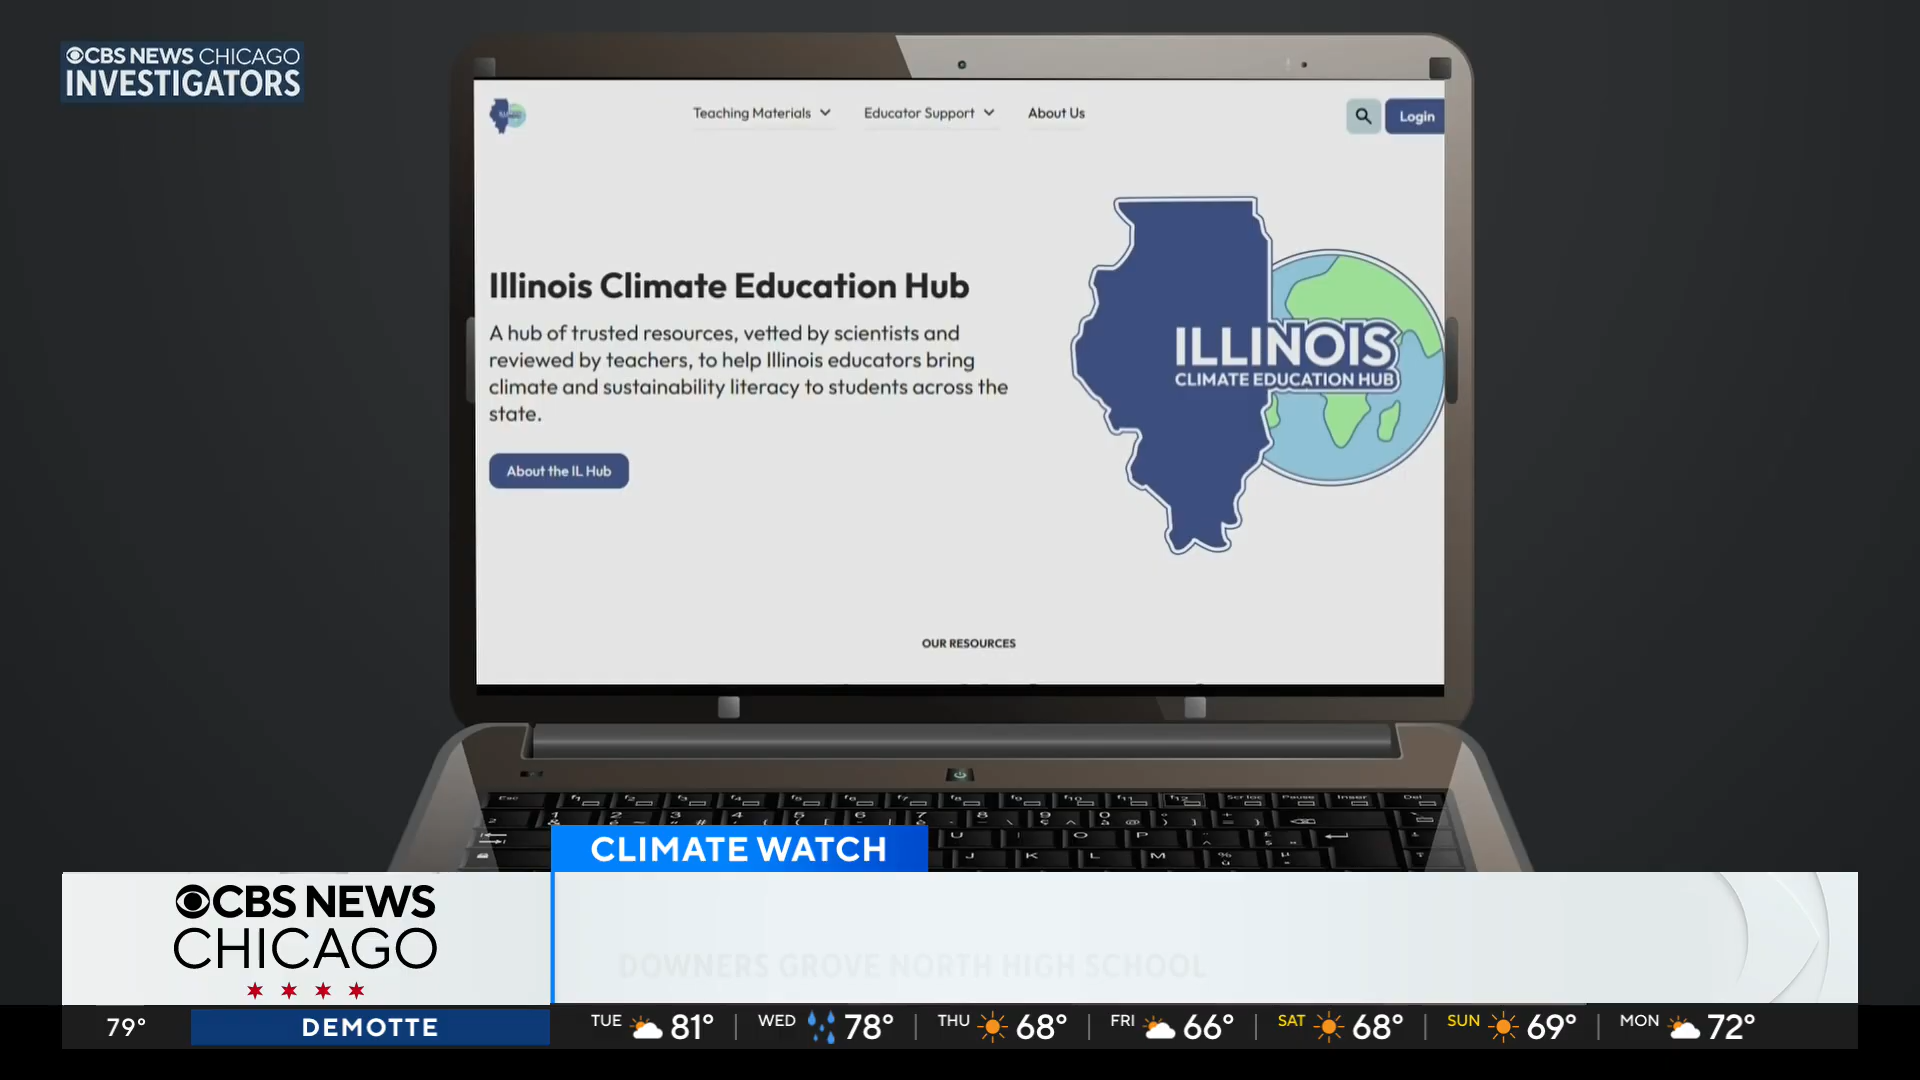 CBS NEWS CHICAGO
INVESTIGATORS
Teaching Materials
Educator Support
About Us
Login
Illinois Climate Education Hub
A hub of trusted resources, vetted by scientists and
reviewed by teachers, to help Illinois educators bring
climate and sustainability literacy to students across the
state.
About the IL Hub
ILLINOIS
CLIMATE EDUCATION HUB
OUR RESOURCES
CLIMATE WATCH
CBS NEWS
CHICAGO
DOWNERS GROVE NORTH HIGH SCHOOL
79°
DEMOTTE
TUE 81°
WED 78°
THU 68°
FRI 66°
SAT 68°
SUN 69°
MON 72°